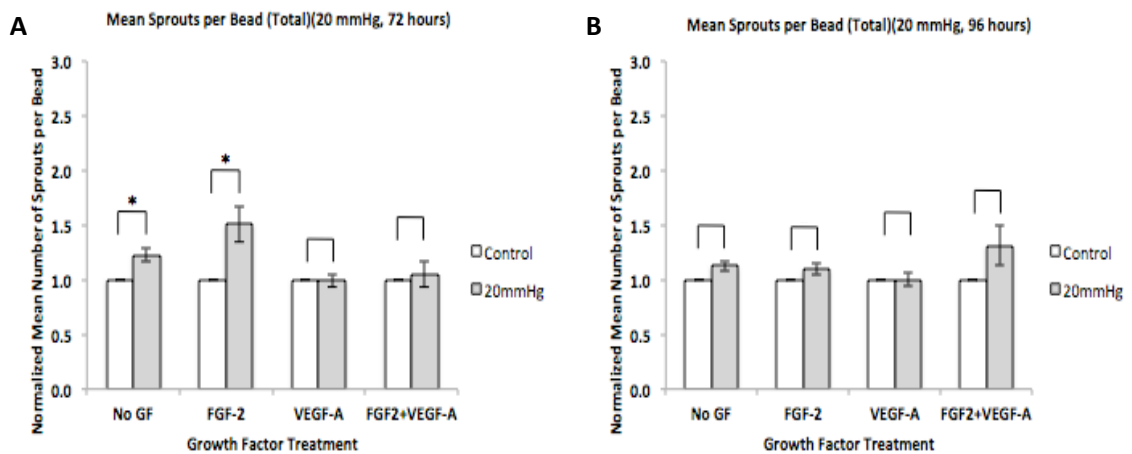 A
Mean Sprouts per Bead (Total)(20 mmHg, 72 hours)
Normalized Mean Number of Sprouts per Bead
3.0
2.5
2.0
1.5
1.0
0.5
0.0
*
*
Control
20mmHg
No GF
FGF-2
VEGF-A
FGF2+VEGF-A
Growth Factor Treatment
B
Mean Sprouts per Bead (Total)(20 mmHg, 96 hours)
Normalized Mean Number of Sprouts per Bead
3.0
2.5
2.0
1.5
1.0
0.5
0.0
Control
20mmHg
No GF
FGF-2
VEGF-A
FGF2+VEGF-A
Growth Factor Treatment